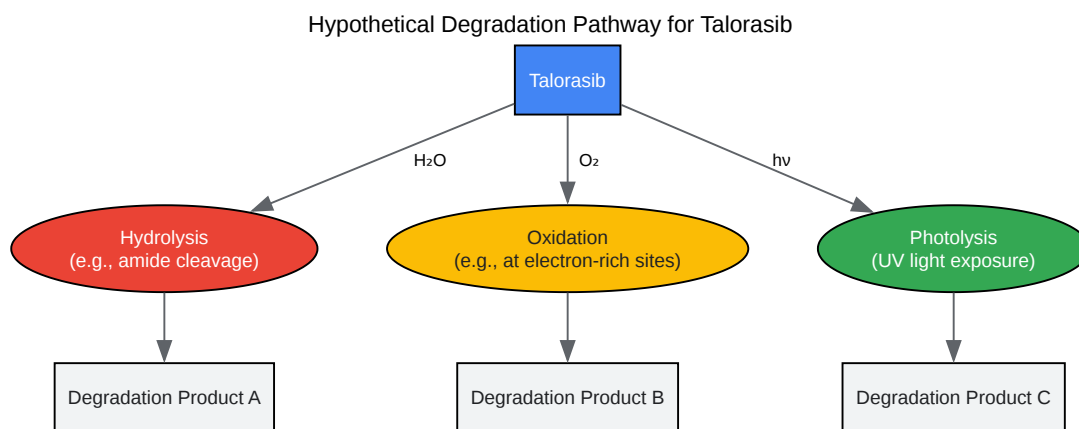 Hypothetical Degradation Pathway for Talorasib
Talorasib
H₂O
O₂
hν
Hydrolysis
(e.g., amide cleavage)
Oxidation
(e.g., at electron-rich sites)
Photolysis
(UV light exposure)
Degradation Product A
Degradation Product B
Degradation Product C